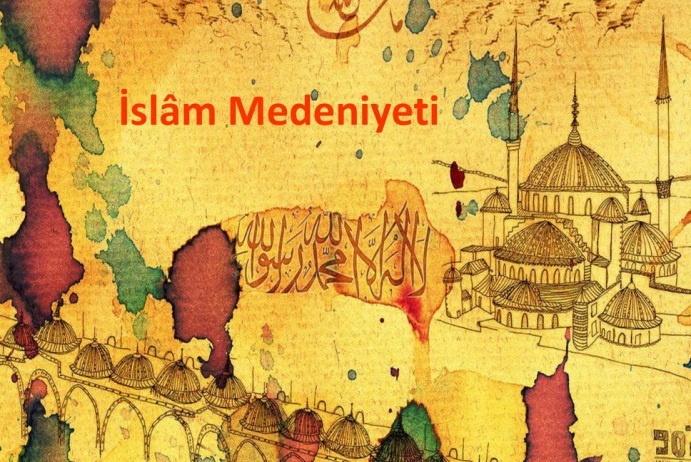 İslâm Medeniyeti
لا إله إلا الله محمد رسول الله